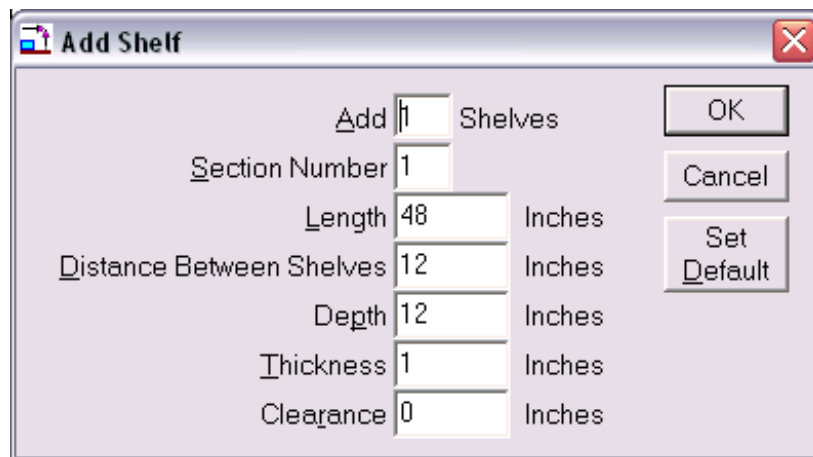 Add Shelf
Add 1 Shelves
OK
Section Number 1
Cancel
Length 48 Inches
Set
Default
Distance Between Shelves 12 Inches
Depth 12 Inches
Thickness 1 Inches
Clearance 0 Inches